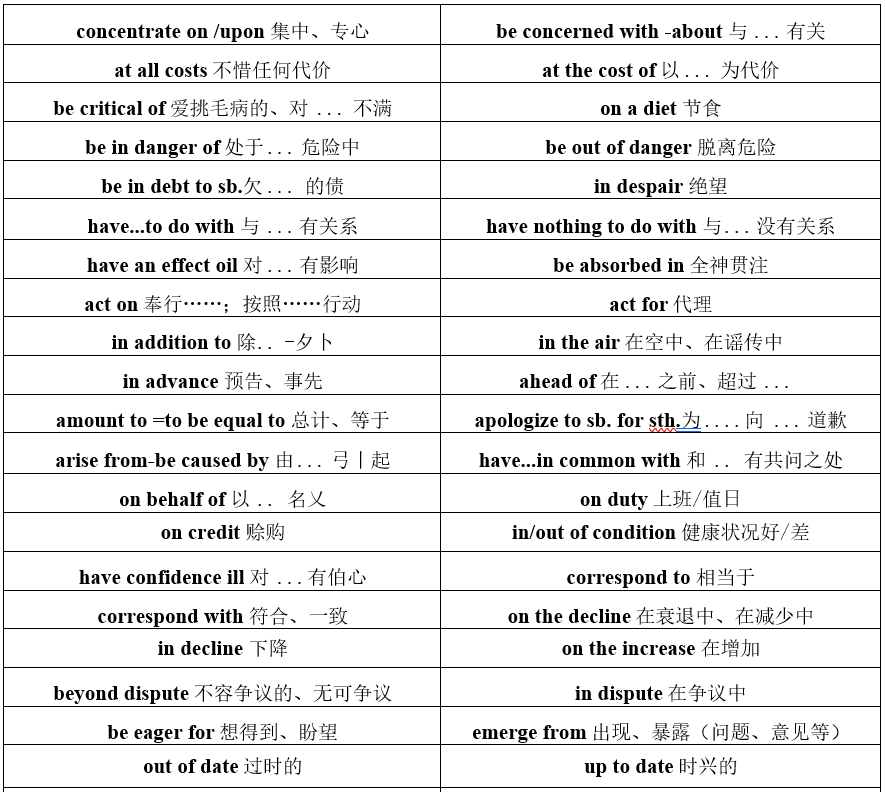 concentrate on /upon 集中、专心
be concerned with -about 与 ... 有关
at all costs 不惜任何代价
at the cost of 以... 为代价
be critical of 爱挑毛病的、对 ... 不满
on a diet 节食
be in danger of 处于... 危险中
be out of danger 脱离危险
be in debt to sb.欠 ... 的债
in despair 绝望
have...to do with 与 ... 有关系
have nothing to do with 与... 没有关系
have an effect oil 对 ... 有影响
be absorbed in 全神贯注
act on 奉行……；按照……行动
act for 代理
in addition to 除.. -夕卜
in the air 在空中、在谣传中
in advance 预告、事先
ahead of 在 ... 之前、超过 ...
amount to =to be equal to 总计、等于
apologize to sb. for sth.为 .... 向 ... 道歉
arise from-be caused by 由... 弓丨起
have...in common with 和 .. 有共问之处
on behalf of 以 .. 名乂
on duty 上班/值日
on credit 赊购
in/out of condition 健康状况好/差
have confidence ill 对 ... 有伯心
correspond to 相当于
correspond with 符合、一致
on the decline 在衰退中、在减少中
in decline 下降
on the increase 在增加
beyond dispute 不容争议的、无可争议
in dispute 在争议中
be eager for 想得到、盼望
emerge from 出现、暴露（问题、意见等）
out of date 过时的
up to date 时兴的